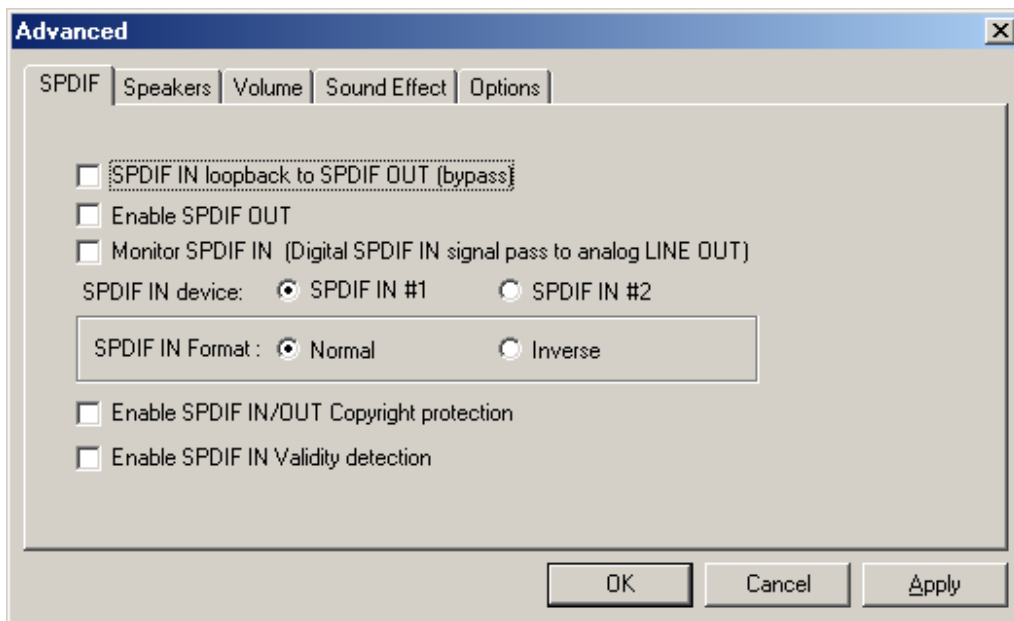 Advanced
SPDIF Speakers Volume Sound Effect Options
SPDIF IN loopback to SPDIF OUT (bypass)
Enable SPDIF OUT
Monitor SPDIF IN (Digital SPDIF IN signal pass to analog LINE OUT)
SPDIF IN device: SPDIF IN #1 SPDIF IN #2
SPDIF IN Format : Normal Inverse
Enable SPDIF IN/OUT Copyright protection
Enable SPDIF IN Validity detection
OK Cancel Apply